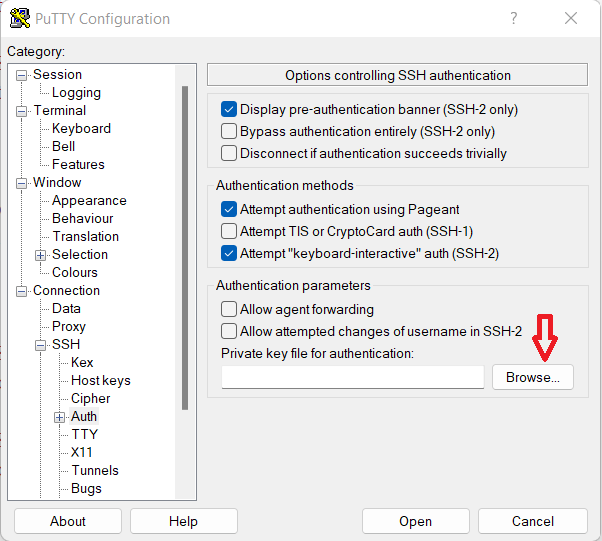 PuTTY Configuration
?
Category:
Session
Logging
Terminal
Keyboard
Bell
Features
Window
Appearance
Behaviour
Translation
Selection
Colours
Connection
Data
Proxy
SSH
Kex
Host keys
Cipher
Auth
TTY
X11
Tunnels
Bugs
Options controlling SSH authentication
Display pre-authentication banner (SSH-2 only)
Bypass authentication entirely (SSH-2 only)
Disconnect if authentication succeeds trivially
Authentication methods
Attempt authentication using Pageant
Attempt TIS or CryptoCard auth (SSH-1)
Attempt "keyboard-interactive" auth (SSH-2)
Authentication parameters
Allow agent forwarding
Allow attempted changes of username in SSH-2
Private key file for authentication:
Browse...
About
Help
Open
Cancel